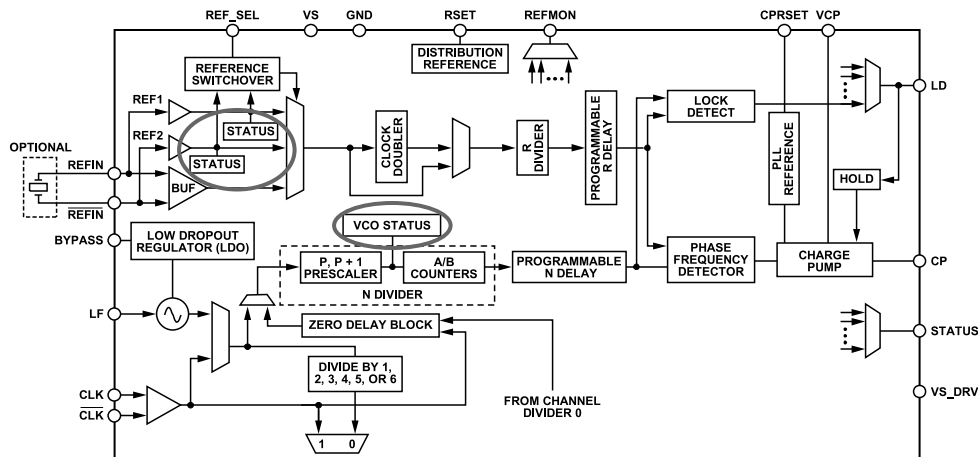 REF_SEL
VS
GND
RSET
REFMON
CPRSET
VCP
DISTRIBUTION
REFERENCE
REFERENCE
SWITCHOVER
REF1
STATUS
REF2
STATUS
OPTIONAL
REFIN
BUF
REFIN
CLOCK
DOUBLER
R
DIVIDER
PROGRAMMABLE
R DELAY
LOCK
DETECT
LD
PLL
REFERENCE
HOLD
VCO STATUS
BYPASS
LOW DROPOUT
REGULATOR (LDO)
P, P + 1
PRESCALER
A/B
COUNTERS
N DIVIDER
PROGRAMMABLE
N DELAY
PHASE
FREQUENCY
DETECTOR
CHARGE
PUMP
CP
LF
ZERO DELAY BLOCK
STATUS
DIVIDE BY 1,
2, 3, 4, 5, OR 6
FROM CHANNEL
DIVIDER 0
VS_DRV
CLK
CLK
1 0